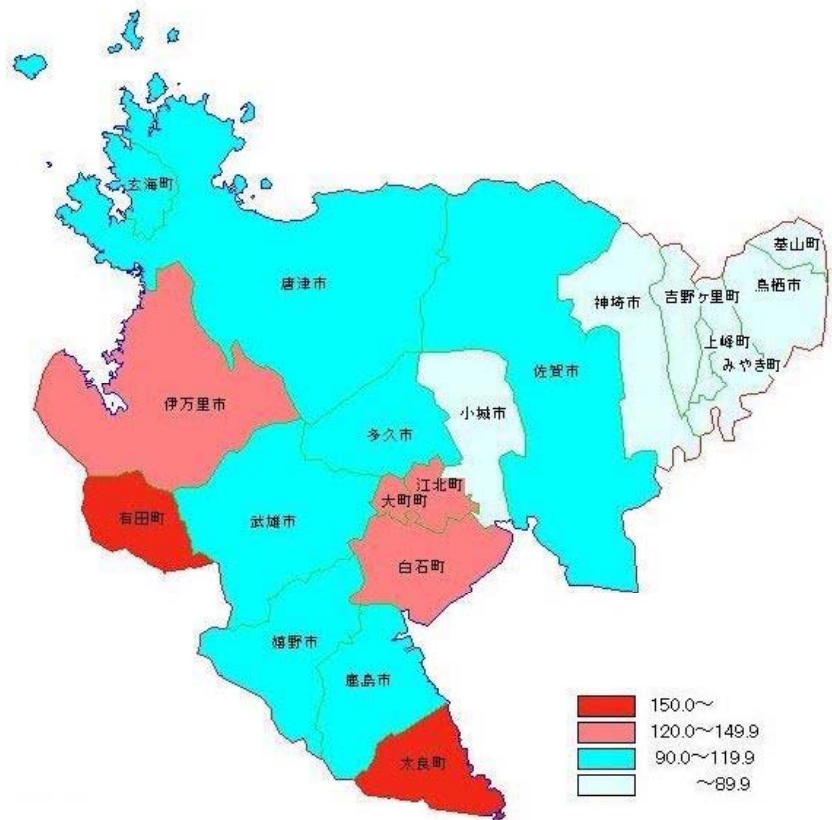 玄海町
唐津市
基山町
鳥栖市
神埼市
吉野ヶ里町
上峰町
みやき町
佐賀市
伊万里市
小城市
多久市
江北町
大町町
有田町
武雄市
白石町
嬉野市
鹿島市
太良町
150.0～
120.0～149.9
90.0～119.9
～89.9